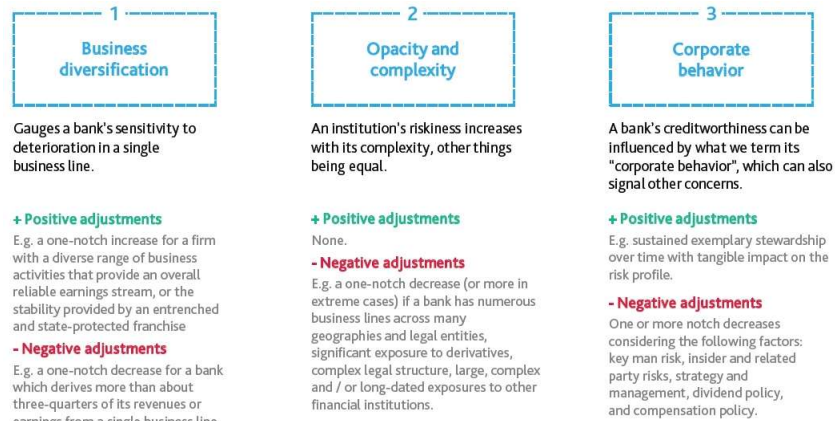 1
Business
diversification
Gauges a bank's sensitivity to
deterioration in a single
business line.
+ Positive adjustments
E.g. a one-notch increase for a firm
with a diverse range of business
activities that provide an overall
reliable earnings stream, or the
stability provided by an entrenched
and state-protected franchise
- Negative adjustments
E.g. a one-notch decrease for a bank
which derives more than about
three-quarters of its revenues or
earnings from a single business line
2
Opacity and
complexity
An institution's riskiness increases
with its complexity, other things
being equal.
+ Positive adjustments
None.
- Negative adjustments
E.g. a one-notch decrease (or more in
extreme cases) if a bank has numerous
business lines across many
geographies and legal entities,
significant exposure to derivatives,
complex legal structure, large, complex
and / or long-dated exposures to other
financial institutions.
3
Corporate
behavior
A bank's creditworthiness can be
influenced by what we term its
"corporate behavior", which can also
signal other concerns.
+ Positive adjustments
E.g. sustained exemplary stewardship
over time with tangible impact on the
risk profile.
- Negative adjustments
One or more notch decreases
considering the following factors:
key man risk, insider and related
party risks, strategy and
management, dividend policy,
and compensation policy.